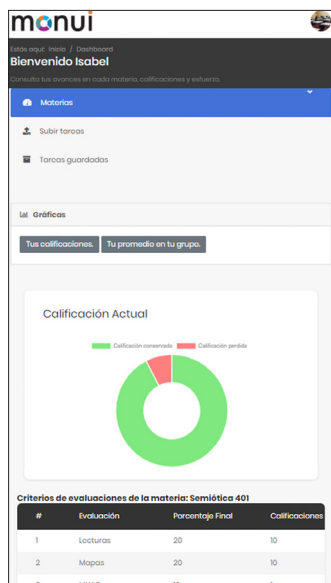 monui
Estás aquí: Inicio / Dashboard
Bienvenido Isabel
Consulta tus avances en cada materia, calificaciones y esfuerzo.
Materias
Subir tareas
Tareas guardadas
Gráficas
Tus calificaciones. Tu promedio en tu grupo.
Calificación Actual
Calificación conservada Calificación perdida
Criterios de evaluaciones de la materia: Semiótica 401
# Evaluación Porcentaje Final Calificaciones
1 Lecturas 20 10
2 Mapas 20 10